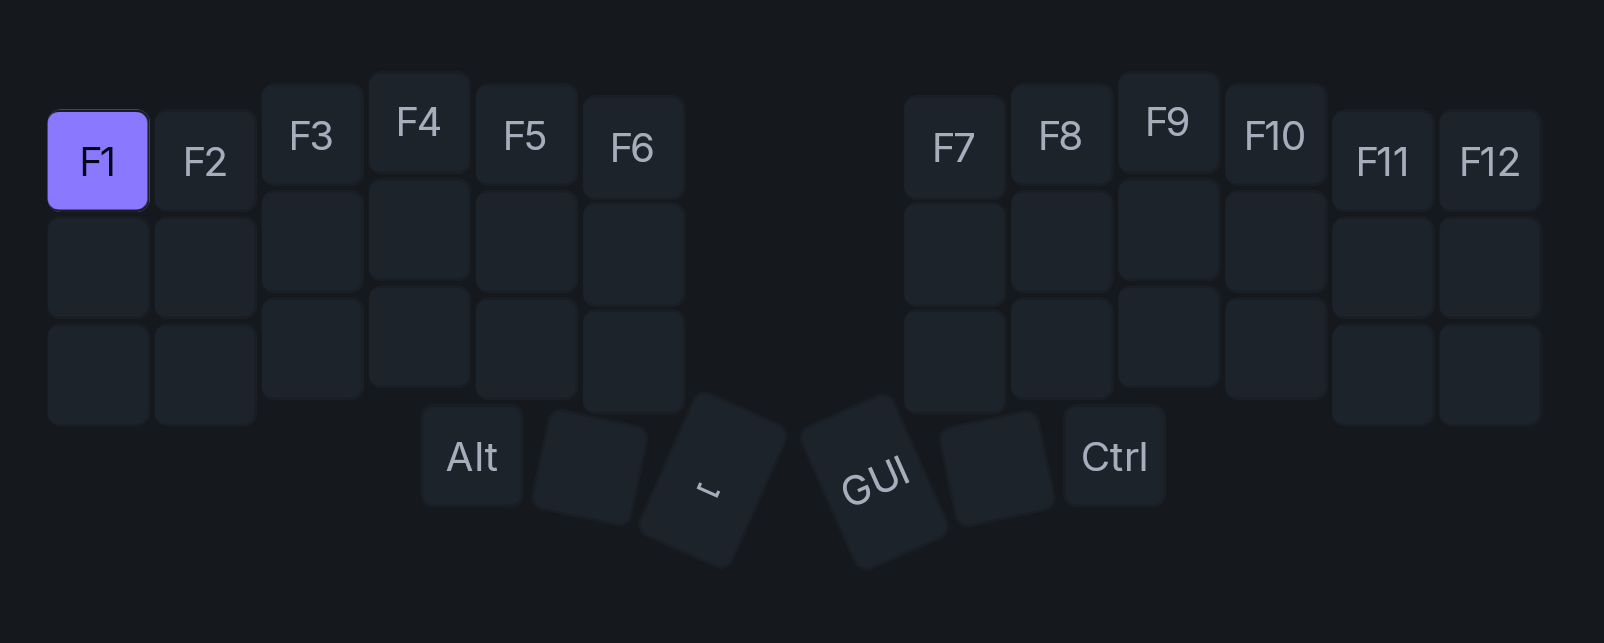 F1 F2 F3 F4 F5 F6 F7 F8 F9 F10 F11 F12
Alt ⎵ GUI Ctrl